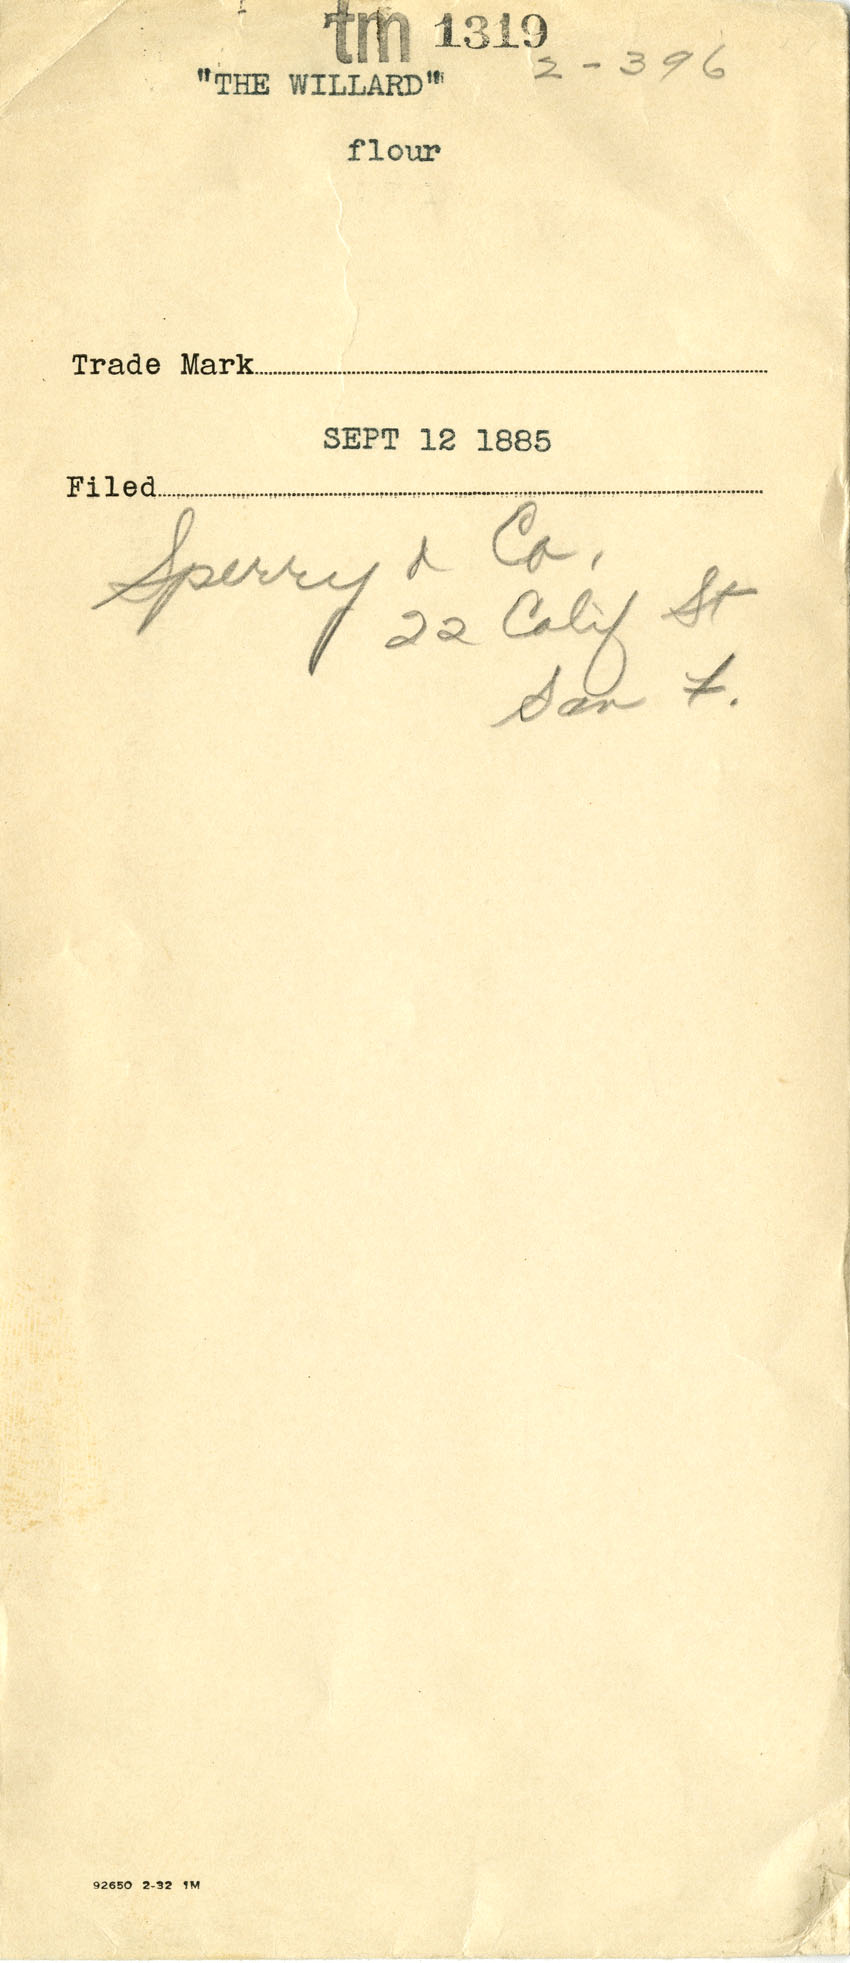 tm 1319
2-396
"THE WILLARD"
flour
Trade Mark
SEPT 12 1885
Filed
Sperry & Co,
22 Calif St
San F.
92650 2-32 1M